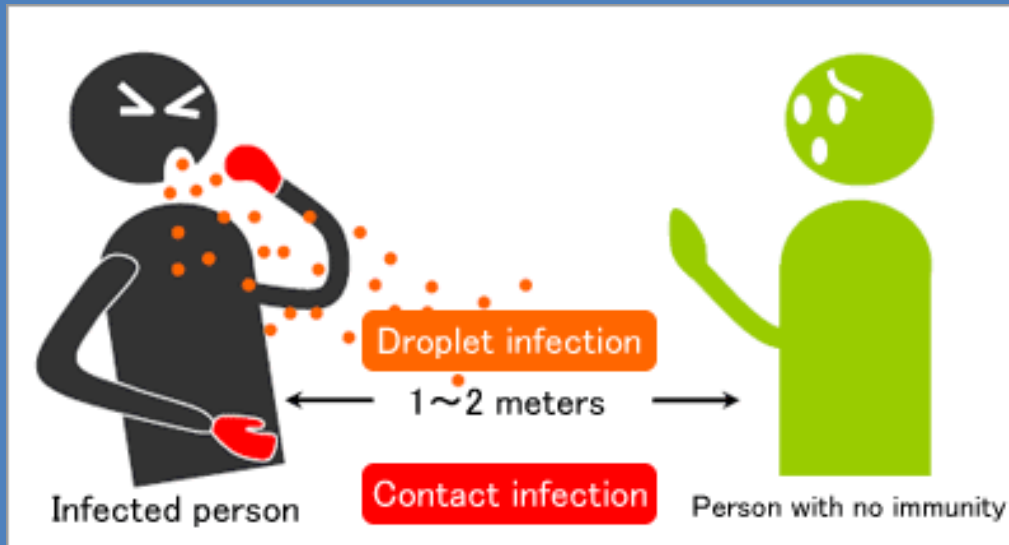 Droplet infection
1～2 meters
Contact infection
Infected person
Person with no immunity